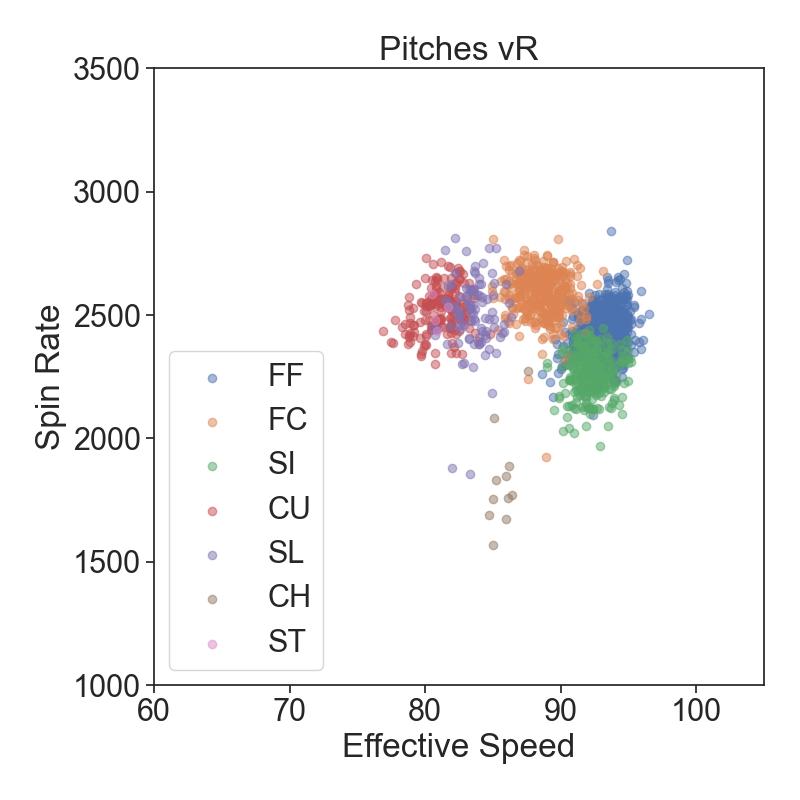 Pitches vR
3500
3000
2500
2000
1500
1000
Spin Rate
FF
FC
SI
CU
SL
CH
ST
60 70 80 90 100
Effective Speed